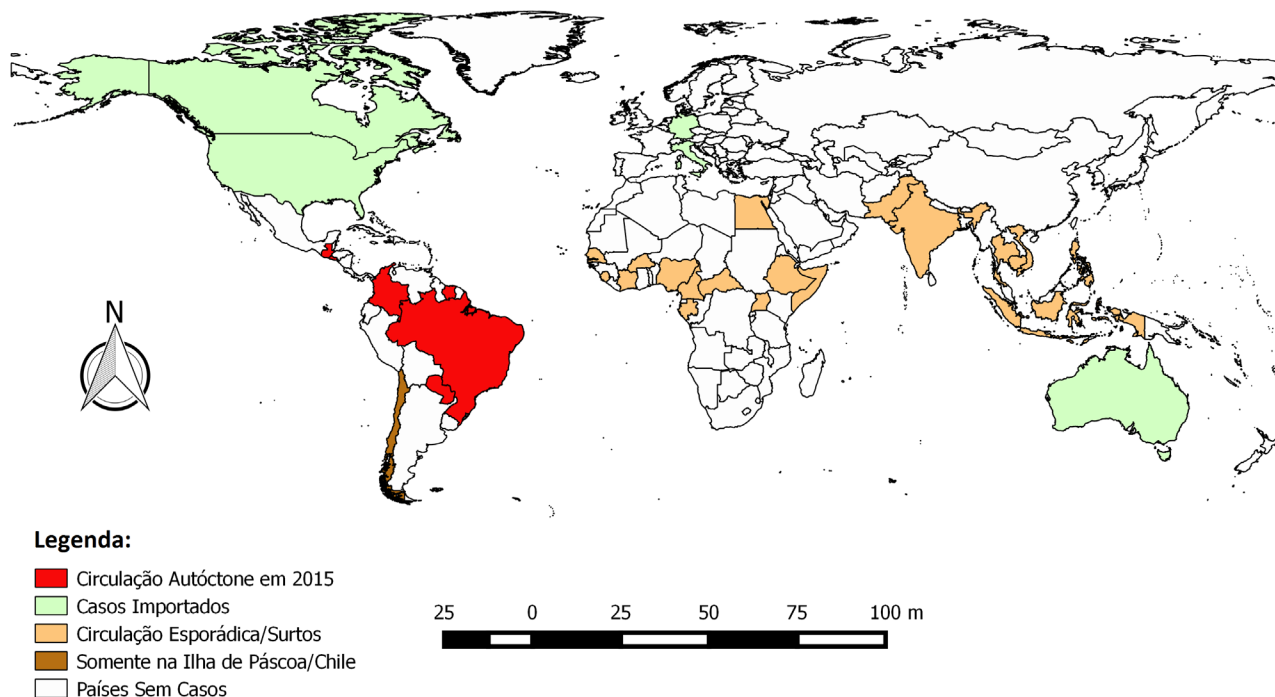 N
Legenda:
Circulação Autóctone em 2015
Casos Importados
Circulação Esporádica/Surtos
Somente na Ilha de Páscoa/Chile
Países Sem Casos
25 0 25 50 75 100 m